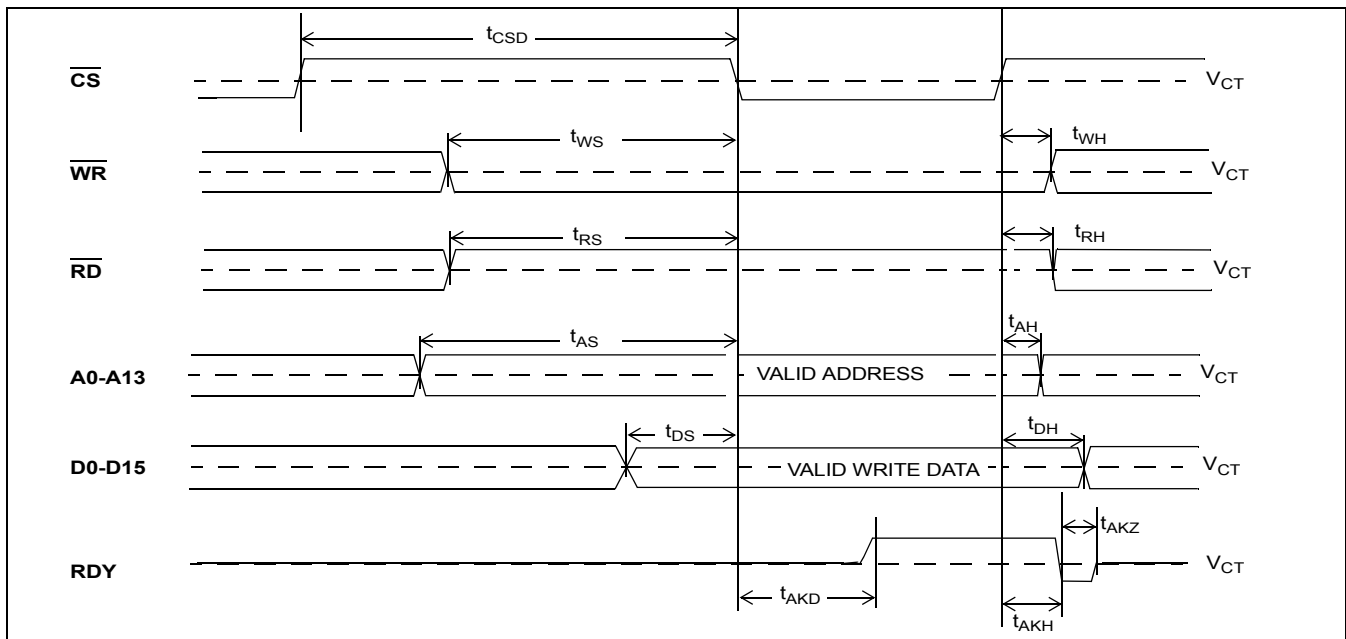 tCSD
CS VCT
tWS tWH
WR VCT
tRS tRH
RD VCT
tAS tAH
A0-A13 VALID ADDRESS VCT
tDS tDH
D0-D15 VALID WRITE DATA VCT
tAKZ
RDY VCT
tAKD tAKH